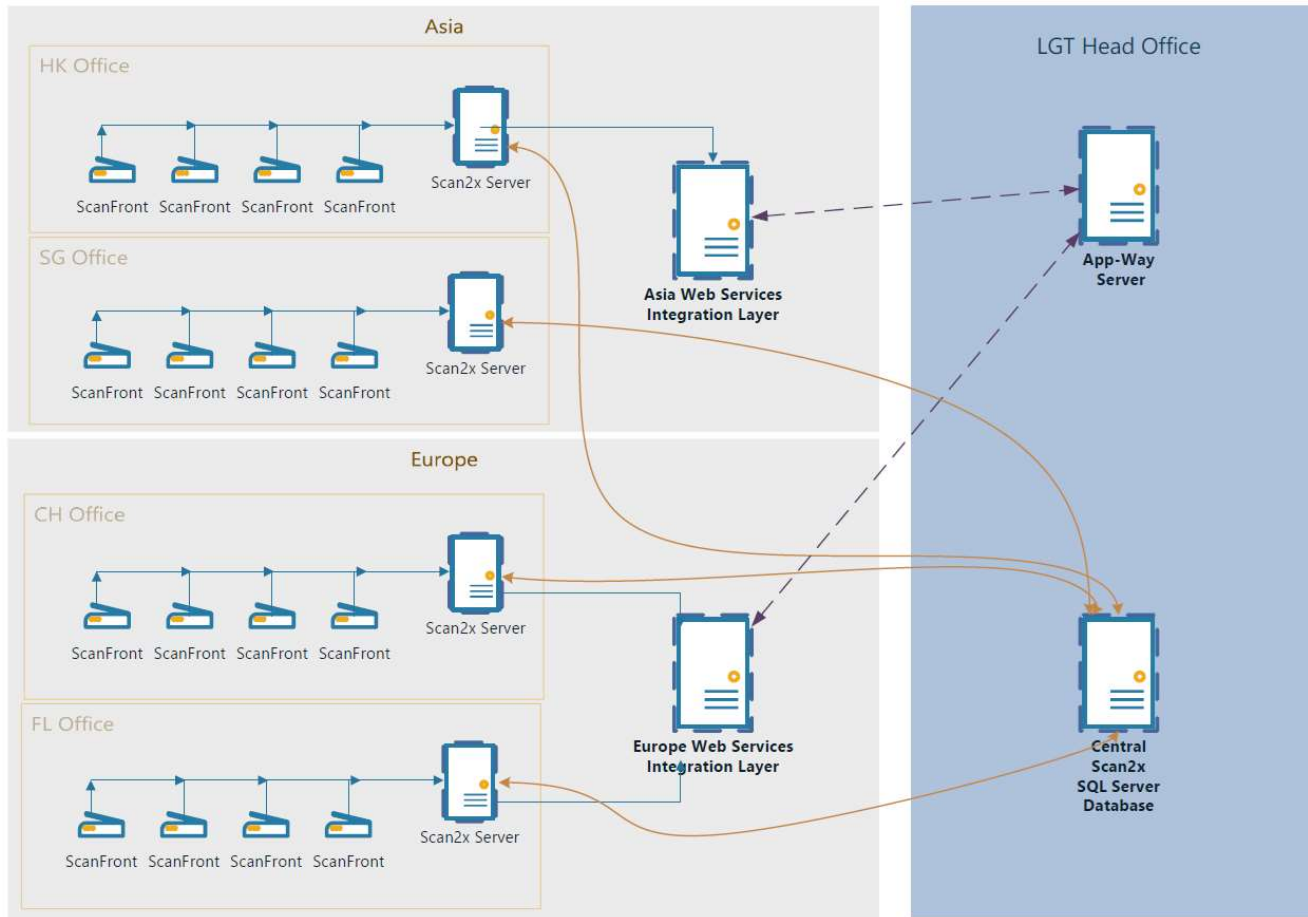 Asia
HK Office
ScanFront
ScanFront
ScanFront
ScanFront
Scan2x Server
Asia Web Services
Integration Layer
SG Office
ScanFront
ScanFront
ScanFront
ScanFront
Scan2x Server
Europe
CH Office
ScanFront
ScanFront
ScanFront
ScanFront
Scan2x Server
Europe Web Services
Integration Layer
FL Office
ScanFront
ScanFront
ScanFront
ScanFront
Scan2x Server
LGT Head Office
App-Way
Server
Central
Scan2x
SQL Server
Database